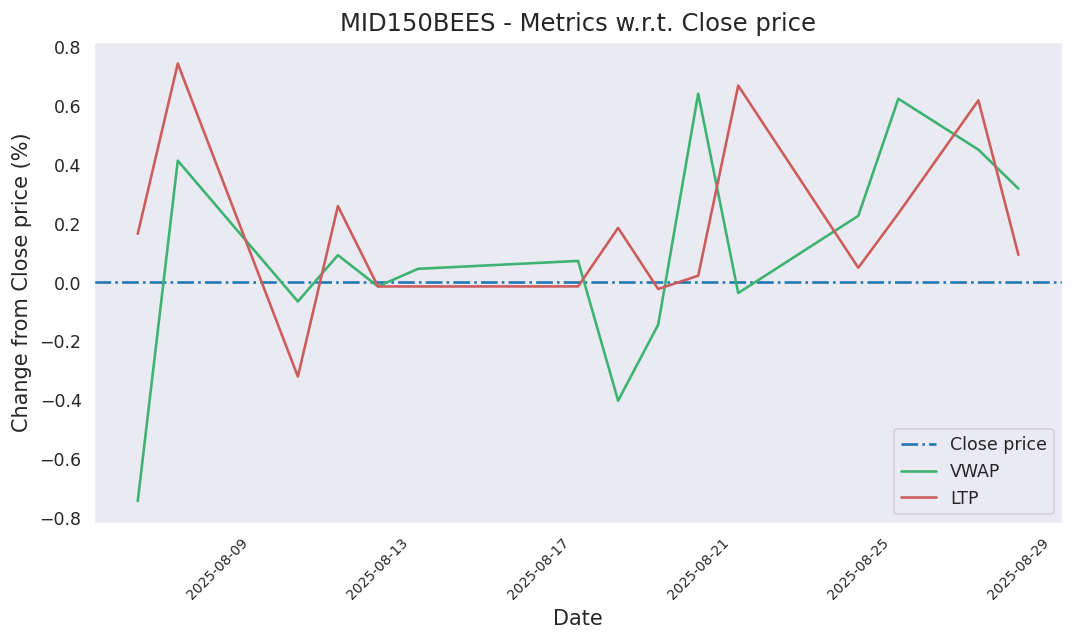 MID150BEES - Metrics w.r.t. Close price
Change from Close price (%)
0.8
0.6
0.4
0.2
0.0
−0.2
−0.4
−0.6
−0.8
Close price
VWAP
LTP
2025-08-09
2025-08-13
2025-08-17
2025-08-21
2025-08-25
2025-08-29
Date